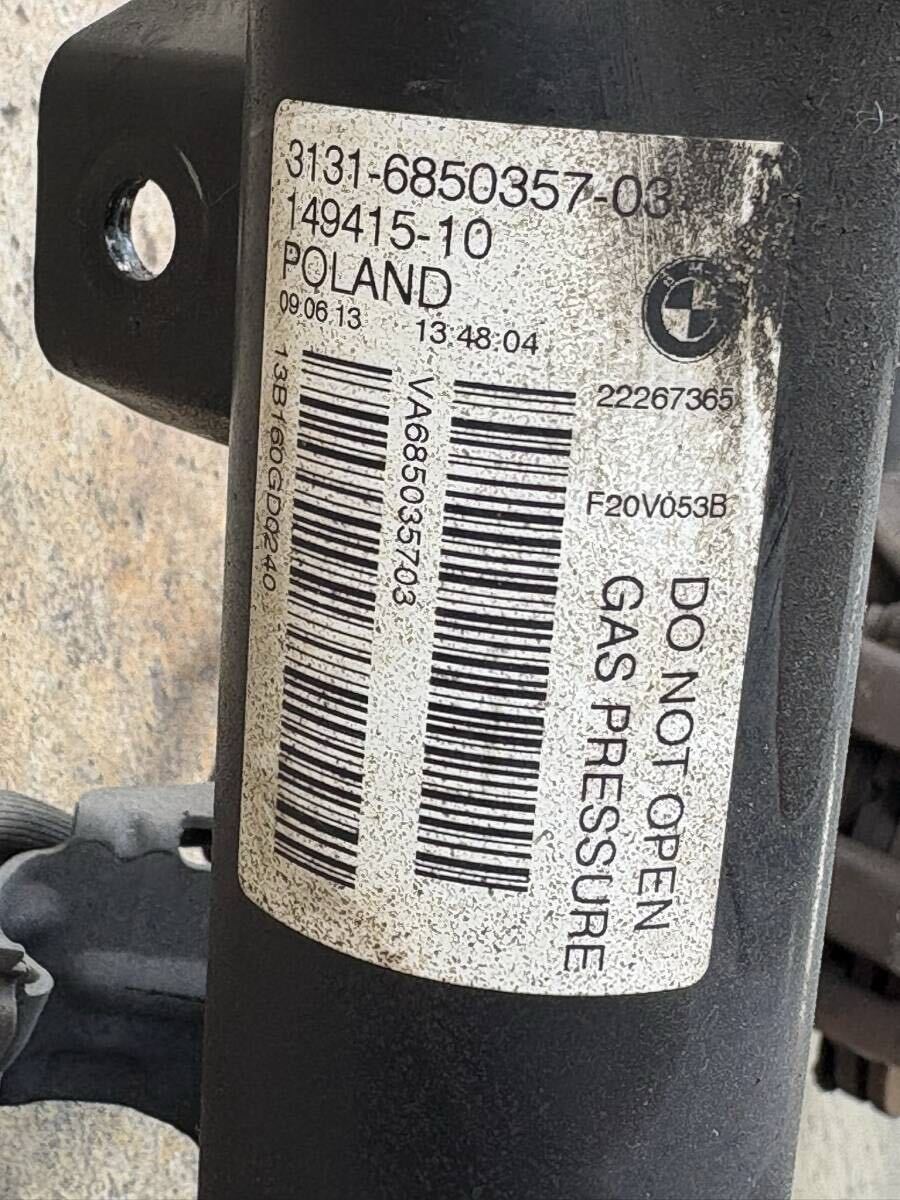 3131-6850357-03
149415-10
POLAND
09.06.13 13:48:04
22267365
F20V053B
13B160GD0240
VA685035703
DO NOT OPEN
GAS PRESSURE